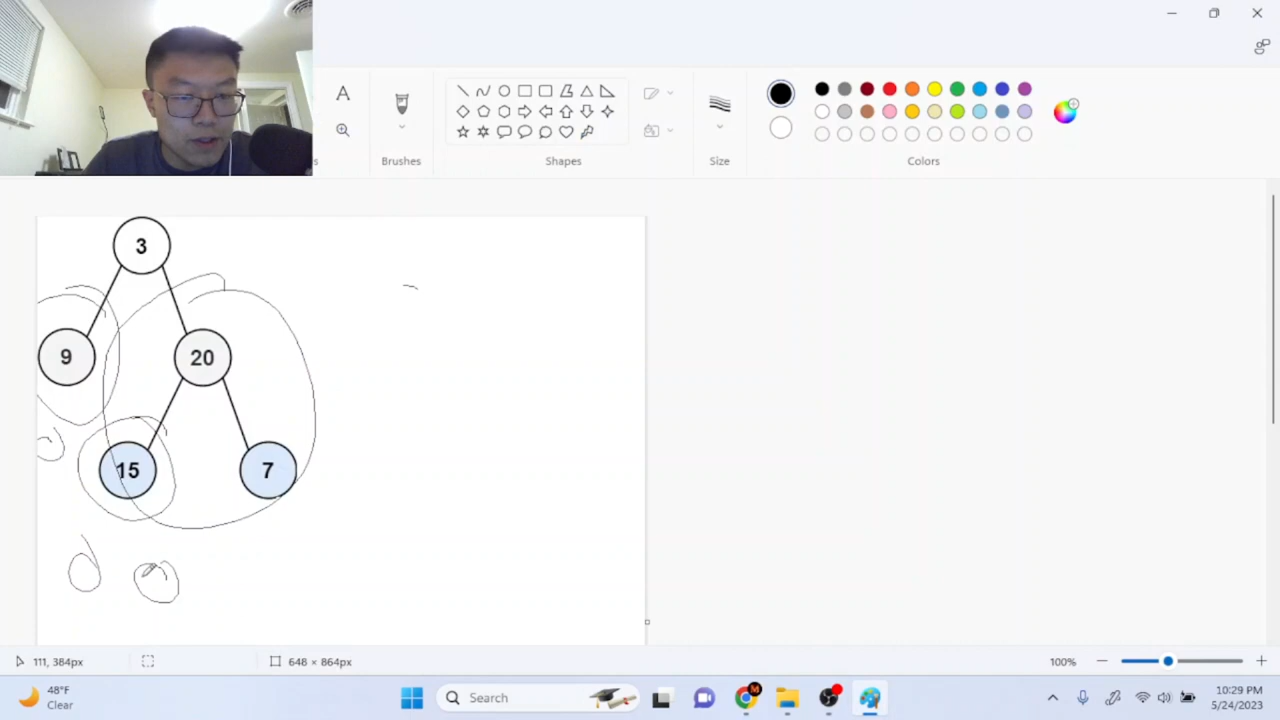 A
s
Brushes
Shapes
Size
Colors
3
9
20
15
7
111, 384px
648 × 864px
100%
48°F
Clear
Search
M
10:29 PM
5/24/2023